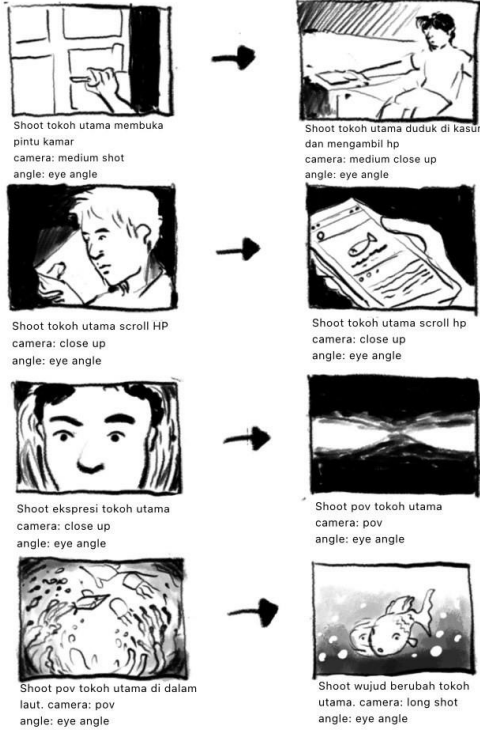 Shoot tokoh utama membuka
pintu kamar
camera: medium shot
angle: eye angle
Shoot tokoh utama duduk di kasur
dan mengambil hp
camera: medium close up
angle: eye angle
Shoot tokoh utama scroll HP
camera: close up
angle: eye angle
Shoot tokoh utama scroll hp
camera: close up
angle: eye angle
Shoot ekspresi tokoh utama
camera: close up
angle: eye angle
Shoot pov tokoh utama
camera: pov
angle: eye angle
Shoot pov tokoh utama di dalam
laut. camera: pov
angle: eye angle
Shoot wujud berubah tokoh
utama. camera: long shot
angle: eye angle